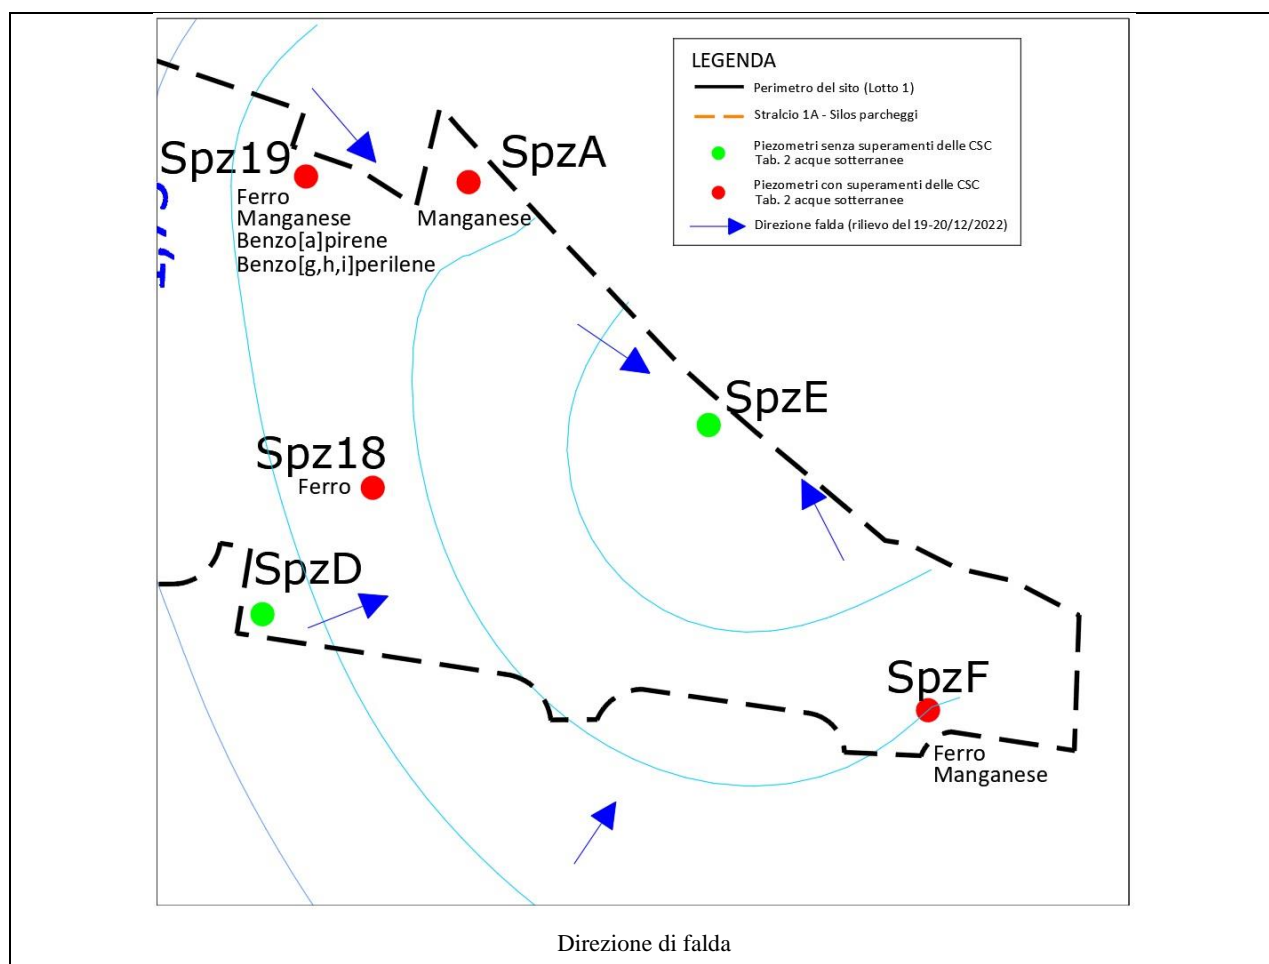 LEGENDA
Perimetro del sito (Lotto 1)
Stralcio 1A - Silos parcheggi
Piezometri senza superamenti delle CSC
Tab. 2 acque sotterranee
Piezometri con superamenti delle CSC
Tab. 2 acque sotterranee
Direzione falda (rilievo del 19-20/12/2022)
Spz19
Ferro
Manganese
Benzo[a]pirene
Benzo[g,h,i]perilene
SpzA
Manganese
SpzE
Spz18
Ferro
SpzD
SpzF
Ferro
Manganese
Direzione di falda